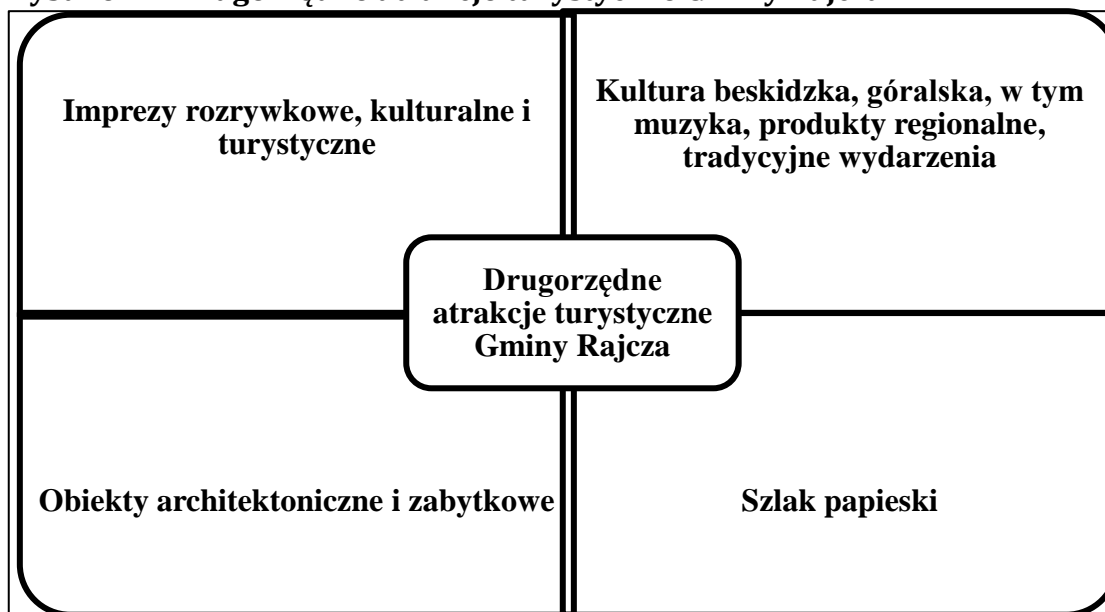 Imprezy rozrywkowe, kulturalne i
turystyczne
Kultura beskidzka, góralska, w tym
muzyka, produkty regionalne,
tradycyjne wydarzenia
Drugorzędne
atrakcje turystyczne
Gminy Rajcza
Obiekty architektoniczne i zabytkowe
Szlak papieski